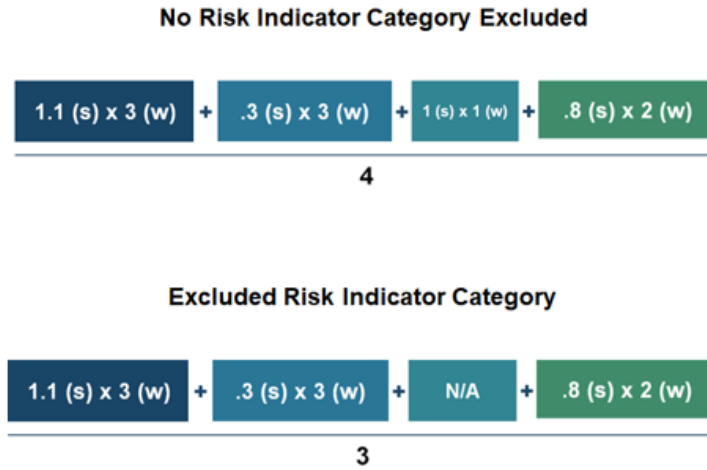 No Risk Indicator Category Excluded
1.1 (s) x 3 (w) + .3 (s) x 3 (w) + 1 (s) x 1 (w) + .8 (s) x 2 (w)
4
Excluded Risk Indicator Category
1.1 (s) x 3 (w) + .3 (s) x 3 (w) + N/A + .8 (s) x 2 (w)
3